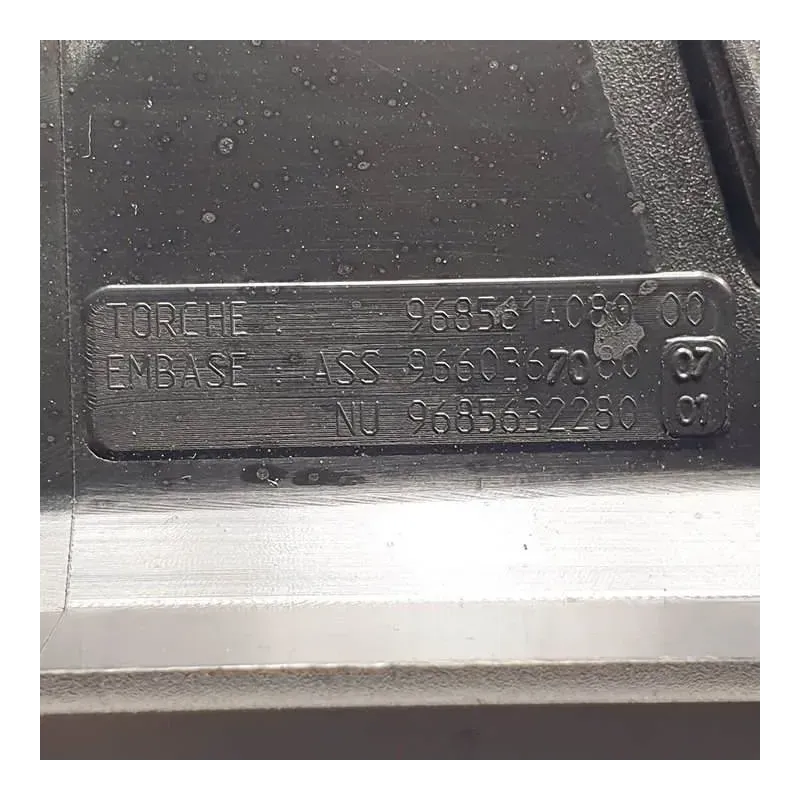 TORCHE : 9685614080 00
EMBASE : ASS 9660367080 07
NU 9685632280 01